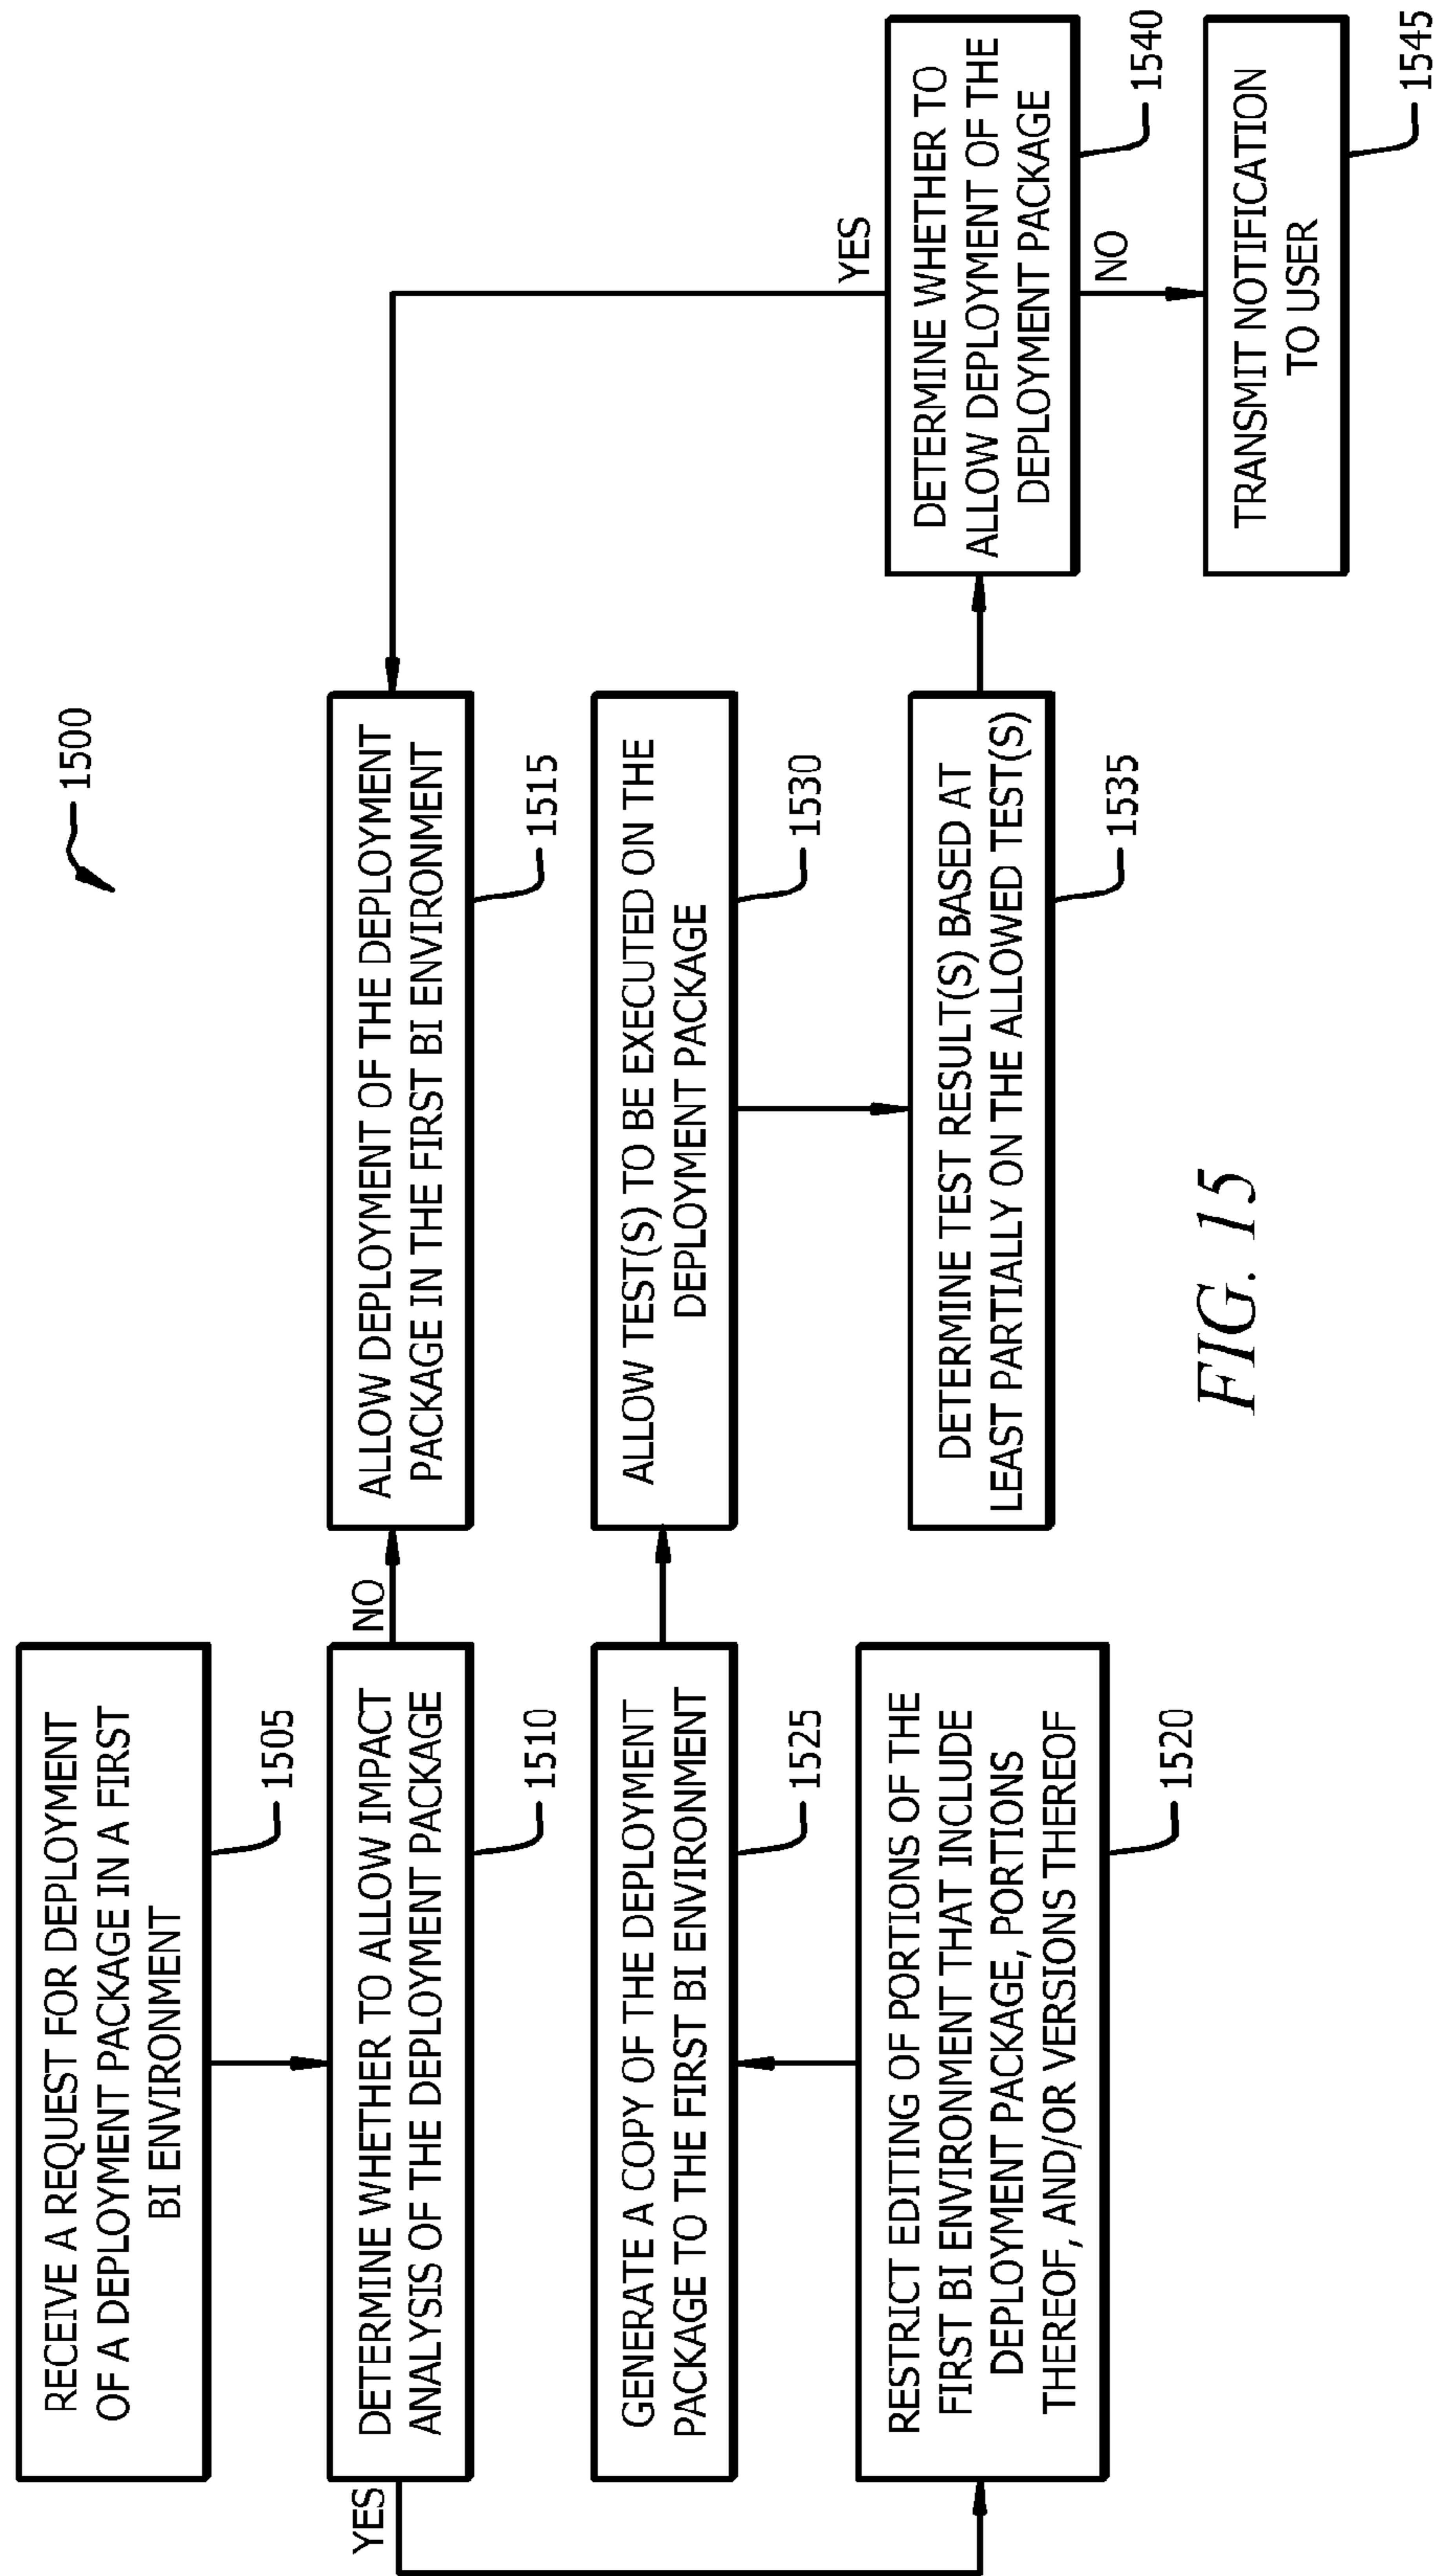 1500
RECEIVE A REQUEST FOR DEPLOYMENT
OF A DEPLOYMENT PACKAGE IN A FIRST
BI ENVIRONMENT
1505
YES
DETERMINE WHETHER TO ALLOW IMPACT
ANALYSIS OF THE DEPLOYMENT PACKAGE
1510
NO
ALLOW DEPLOYMENT OF THE DEPLOYMENT
PACKAGE IN THE FIRST BI ENVIRONMENT
1515
GENERATE A COPY OF THE DEPLOYMENT
PACKAGE TO THE FIRST BI ENVIRONMENT
1525
ALLOW TEST(S) TO BE EXECUTED ON THE
DEPLOYMENT PACKAGE
1530
RESTRICT EDITING OF PORTIONS OF THE
FIRST BI ENVIRONMENT THAT INCLUDE
DEPLOYMENT PACKAGE, PORTIONS
THEREOF, AND/OR VERSIONS THEREOF
1520
DETERMINE TEST RESULT(S) BASED AT
LEAST PARTIALLY ON THE ALLOWED TEST(S)
1535
YES
DETERMINE WHETHER TO
ALLOW DEPLOYMENT OF THE
DEPLOYMENT PACKAGE
1540
NO
TRANSMIT NOTIFICATION
TO USER
1545
FIG. 15